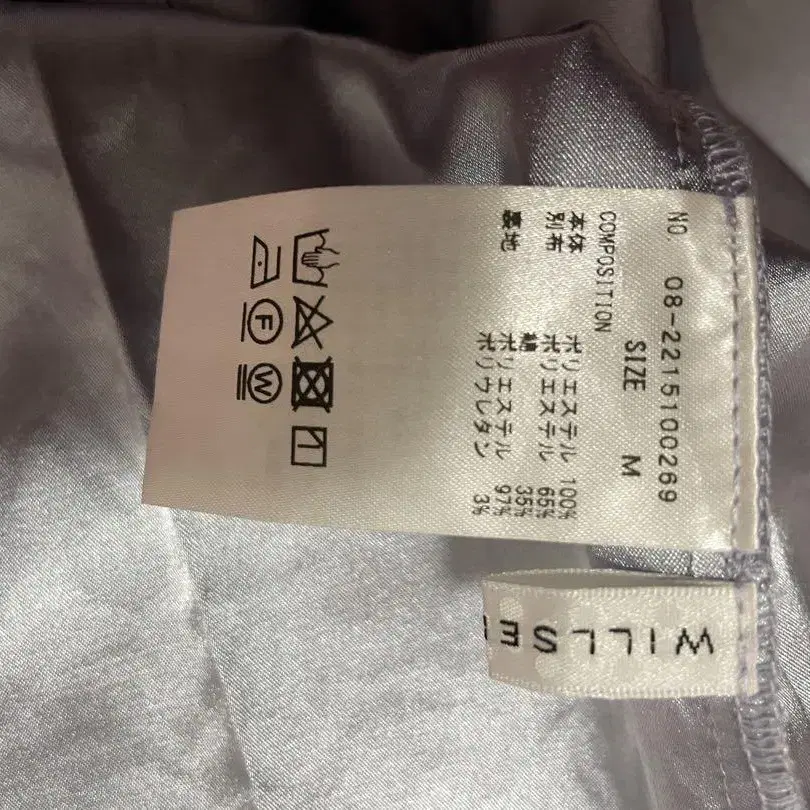 NO. 08-2215100269
SIZE M
COMPOSITION
本体 ポリエステル 100%
別布 ポリエステル 65%
綿 35%
裏地 ポリエステル 97%
ポリウレタン 3%
F
W
WILLSE